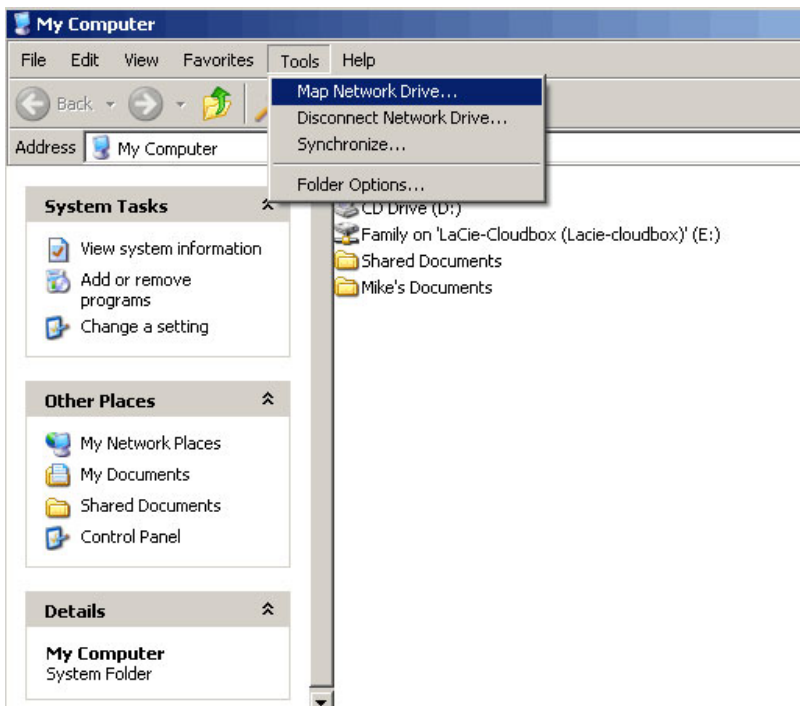 My Computer
File Edit View Favorites Tools Help
Map Network Drive...
Disconnect Network Drive...
Synchronize...
Folder Options...
Back
Address My Computer
System Tasks
View system information
Add or remove
programs
Change a setting
Other Places
My Network Places
My Documents
Shared Documents
Control Panel
Details
My Computer
System Folder
CD Drive (D:)
Family on 'LaCie-Cloudbox (Lacie-cloudbox)' (E:)
Shared Documents
Mike's Documents